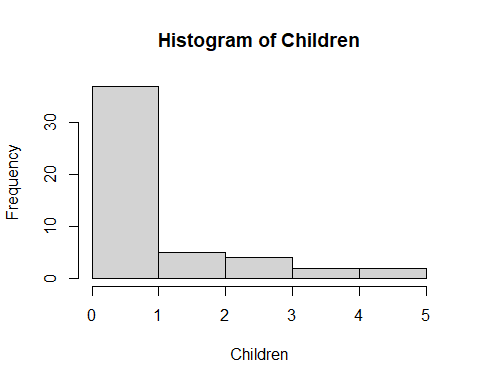 Histogram of Children
Frequency
30
20
10
0
0 1 2 3 4 5
Children